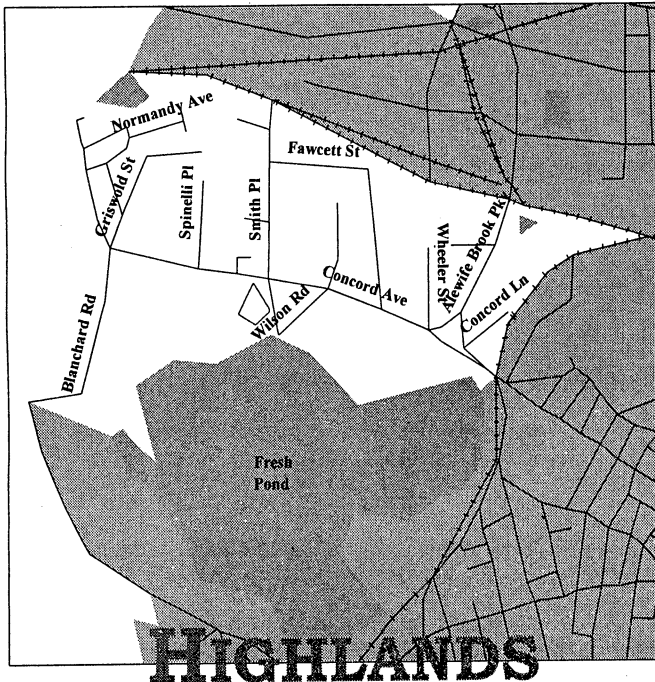 Normandy Ave
Fawcett St
Griswold St
Spinelli Pl
Smith Pl
Wheeler St
Alewife Brook Pky
Concord Ave
Concord Ln
Wilson Rd
Blanchard Rd
Fresh
Pond
HIGHLANDS